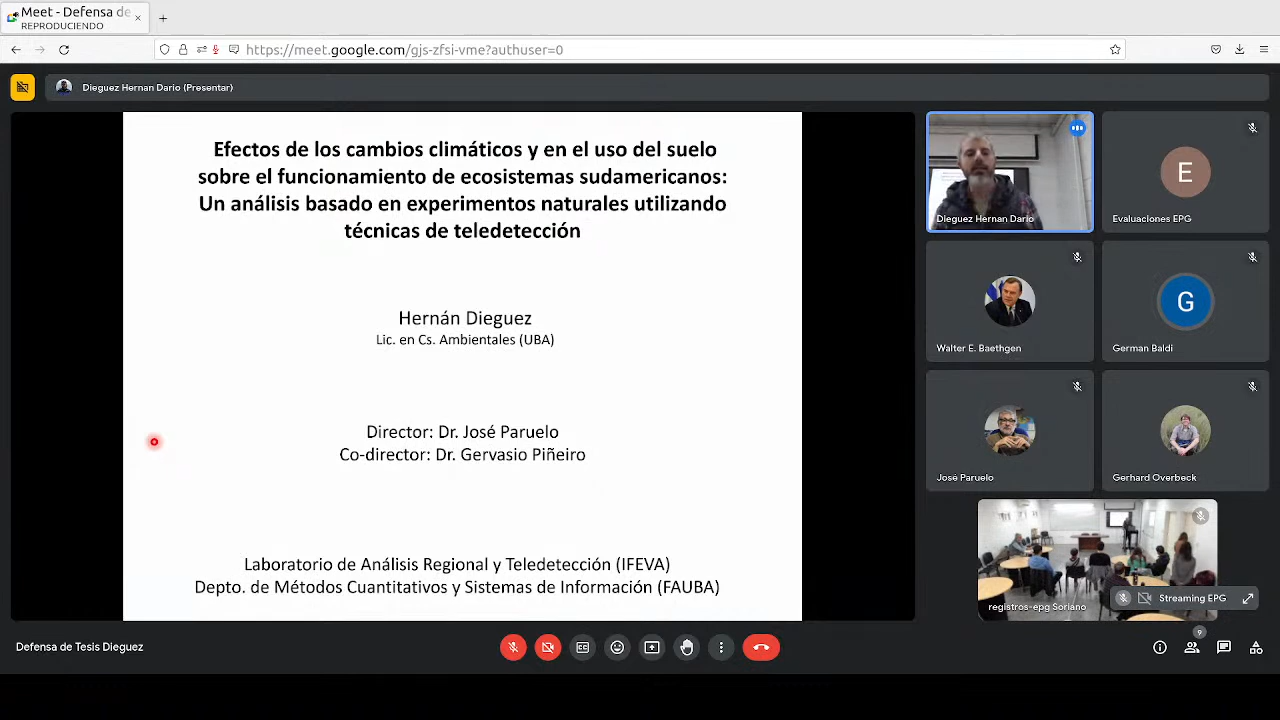 Meet - Defensa de
REPRODUCIENDO
https://meet.google.com/gjs-zfsi-vme?authuser=0
Dieguez Hernan Dario (Presentar)
Efectos de los cambios climáticos y en el uso del suelo
sobre el funcionamiento de ecosistemas sudamericanos:
Un análisis basado en experimentos naturales utilizando
técnicas de teledetección
Hernán Dieguez
Lic. en Cs. Ambientales (UBA)
Director: Dr. José Paruelo
Co-director: Dr. Gervasio Piñeiro
Laboratorio de Análisis Regional y Teledetección (IFEVA)
Depto. de Métodos Cuantitativos y Sistemas de Información (FAUBA)
Dieguez Hernan Dario
E
Evaluaciones EPG
Walter E. Baethgen
G
German Baldi
José Paruelo
Gerhard Overbeck
registros-epg Soriano
Streaming EPG
Defensa de Tesis Dieguez
9